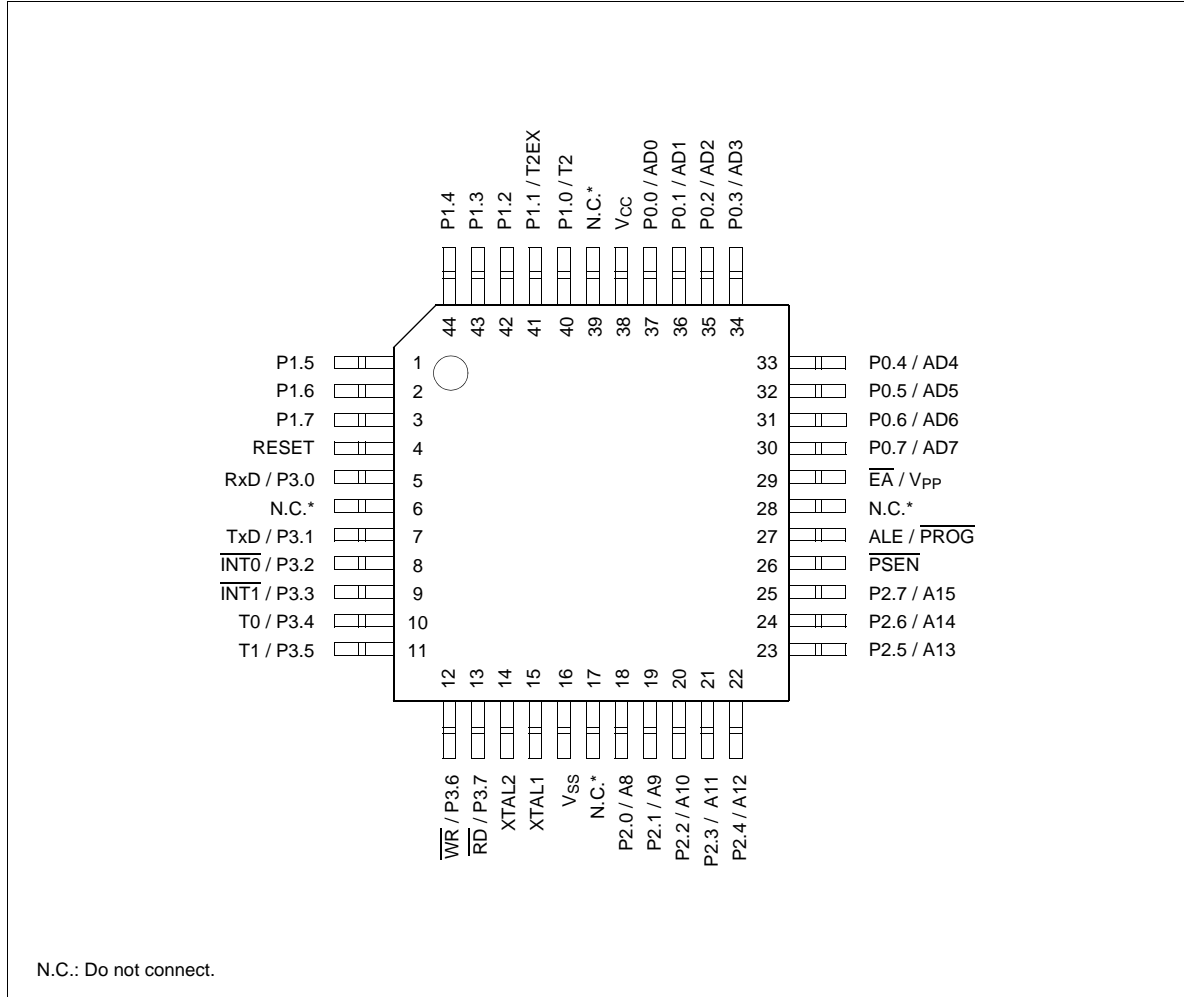 P1.4
P1.3
P1.2
P1.1 / T2EX
P1.0 / T2
N.C.*
VCC
P0.0 / AD0
P0.1 / AD1
P0.2 / AD2
P0.3 / AD3
44
43
42
41
40
39
38
37
36
35
34
P1.5
1
P1.6
2
P1.7
3
RESET
4
RxD / P3.0
5
N.C.*
6
TxD / P3.1
7
INT0 / P3.2
8
INT1 / P3.3
9
T0 / P3.4
10
T1 / P3.5
11
33
P0.4 / AD4
32
P0.5 / AD5
31
P0.6 / AD6
30
P0.7 / AD7
29
EA / VPP
28
N.C.*
27
ALE / PROG
26
PSEN
25
P2.7 / A15
24
P2.6 / A14
23
P2.5 / A13
12
13
14
15
16
17
18
19
20
21
22
WR / P3.6
RD / P3.7
XTAL2
XTAL1
VSS
N.C.*
P2.0 / A8
P2.1 / A9
P2.2 / A10
P2.3 / A11
P2.4 / A12
N.C.: Do not connect.